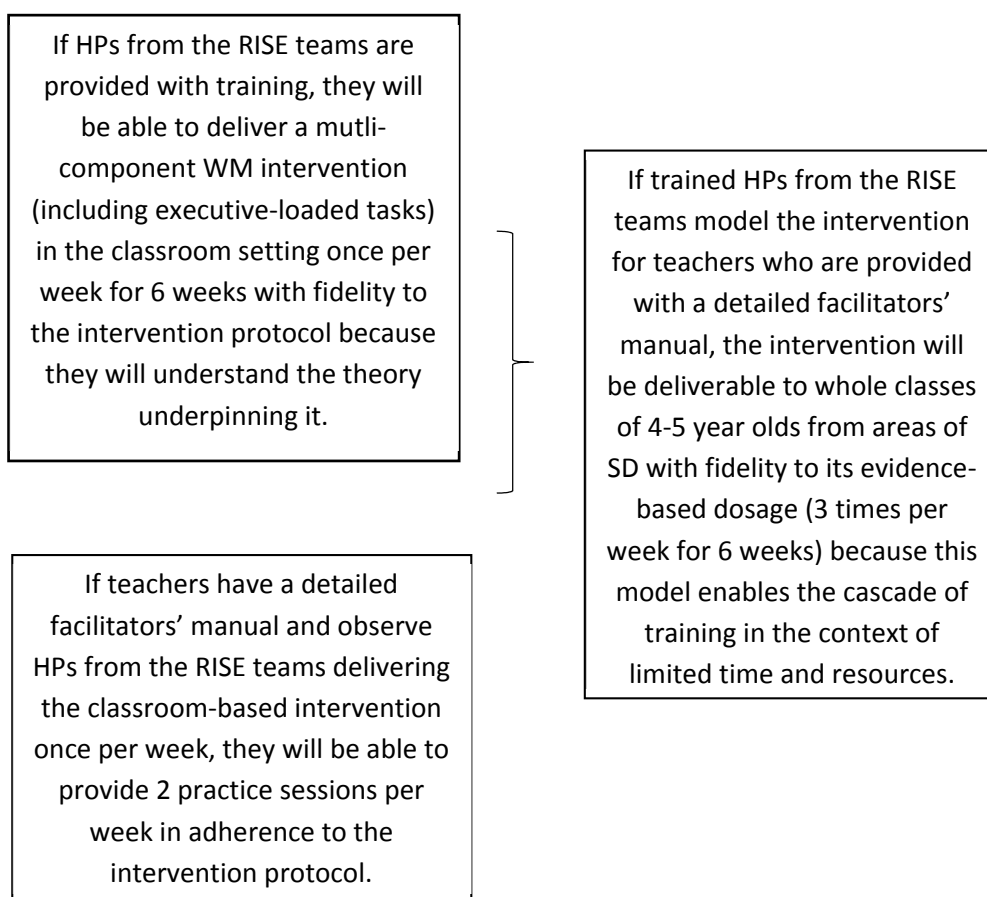 If HPs from the RISE teams are
provided with training, they will
be able to deliver a mutli-
component WM intervention
(including executive-loaded tasks)
in the classroom setting once per
week for 6 weeks with fidelity to
the intervention protocol because
they will understand the theory
underpinning it.
If teachers have a detailed
facilitators’ manual and observe
HPs from the RISE teams delivering
the classroom-based intervention
once per week, they will be able to
provide 2 practice sessions per
week in adherence to the
intervention protocol.
If trained HPs from the RISE
teams model the intervention
for teachers who are provided
with a detailed facilitators’
manual, the intervention will
be deliverable to whole classes
of 4-5 year olds from areas of
SD with fidelity to its evidence-
based dosage (3 times per
week for 6 weeks) because this
model enables the cascade of
training in the context of
limited time and resources.